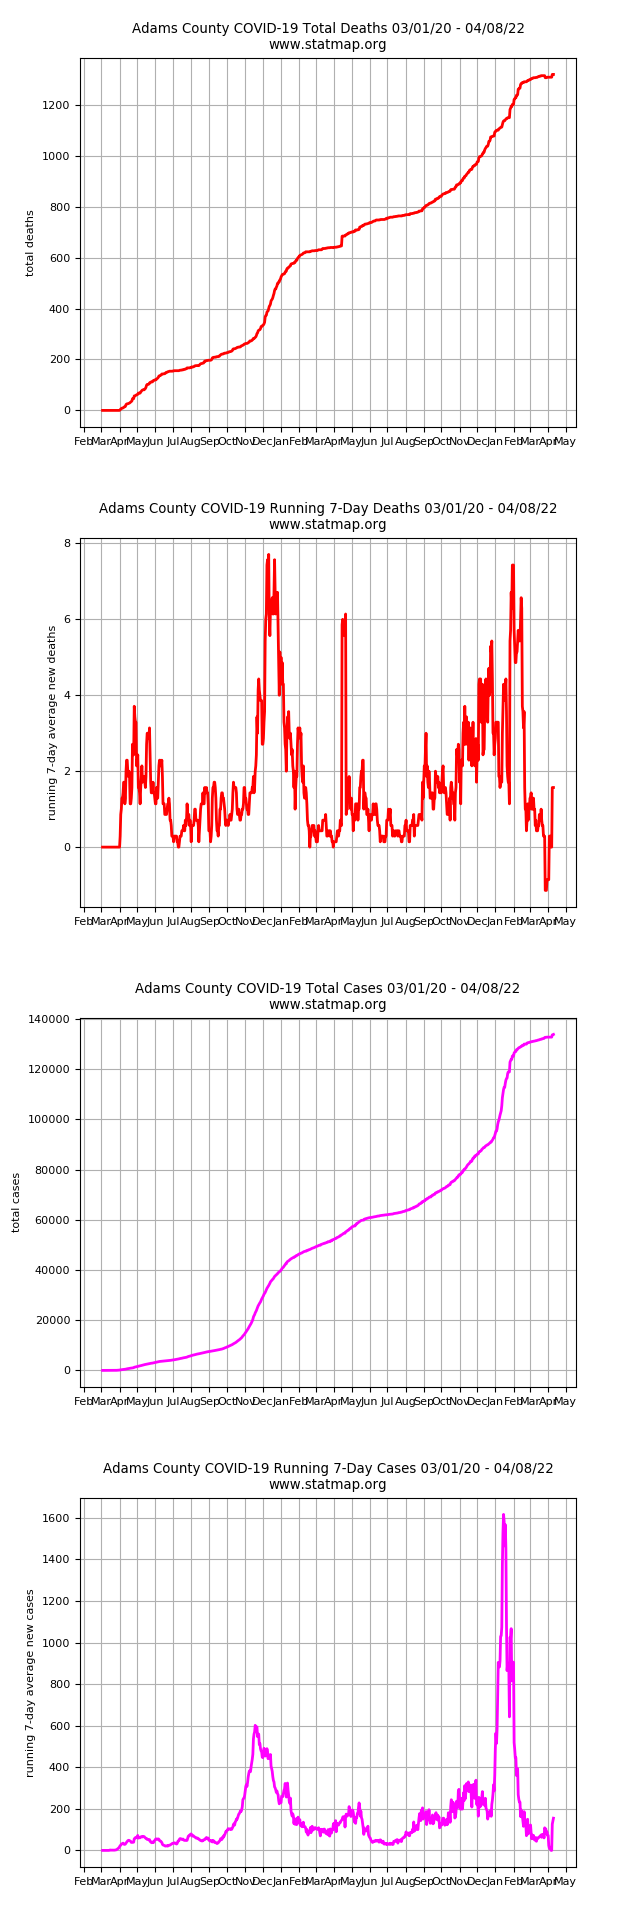 Adams County COVID-19 Total Deaths 03/01/20 - 04/08/22
www.statmap.org
1200
1000
800
600
400
200
0
total deaths
Feb Mar Apr May Jun Jul Aug Sep Oct Nov Dec Jan Feb Mar Apr May Jun Jul Aug Sep Oct Nov Dec Jan Feb Mar Apr May
Adams County COVID-19 Running 7-Day Deaths 03/01/20 - 04/08/22
www.statmap.org
8
6
4
2
0
running 7-day average new deaths
Feb Mar Apr May Jun Jul Aug Sep Oct Nov Dec Jan Feb Mar Apr May Jun Jul Aug Sep Oct Nov Dec Jan Feb Mar Apr May
Adams County COVID-19 Total Cases 03/01/20 - 04/08/22
www.statmap.org
140000
120000
100000
80000
60000
40000
20000
0
total cases
Feb Mar Apr May Jun Jul Aug Sep Oct Nov Dec Jan Feb Mar Apr May Jun Jul Aug Sep Oct Nov Dec Jan Feb Mar Apr May
Adams County COVID-19 Running 7-Day Cases 03/01/20 - 04/08/22
www.statmap.org
1600
1400
1200
1000
800
600
400
200
0
running 7-day average new cases
Feb Mar Apr May Jun Jul Aug Sep Oct Nov Dec Jan Feb Mar Apr May Jun Jul Aug Sep Oct Nov Dec Jan Feb Mar Apr May